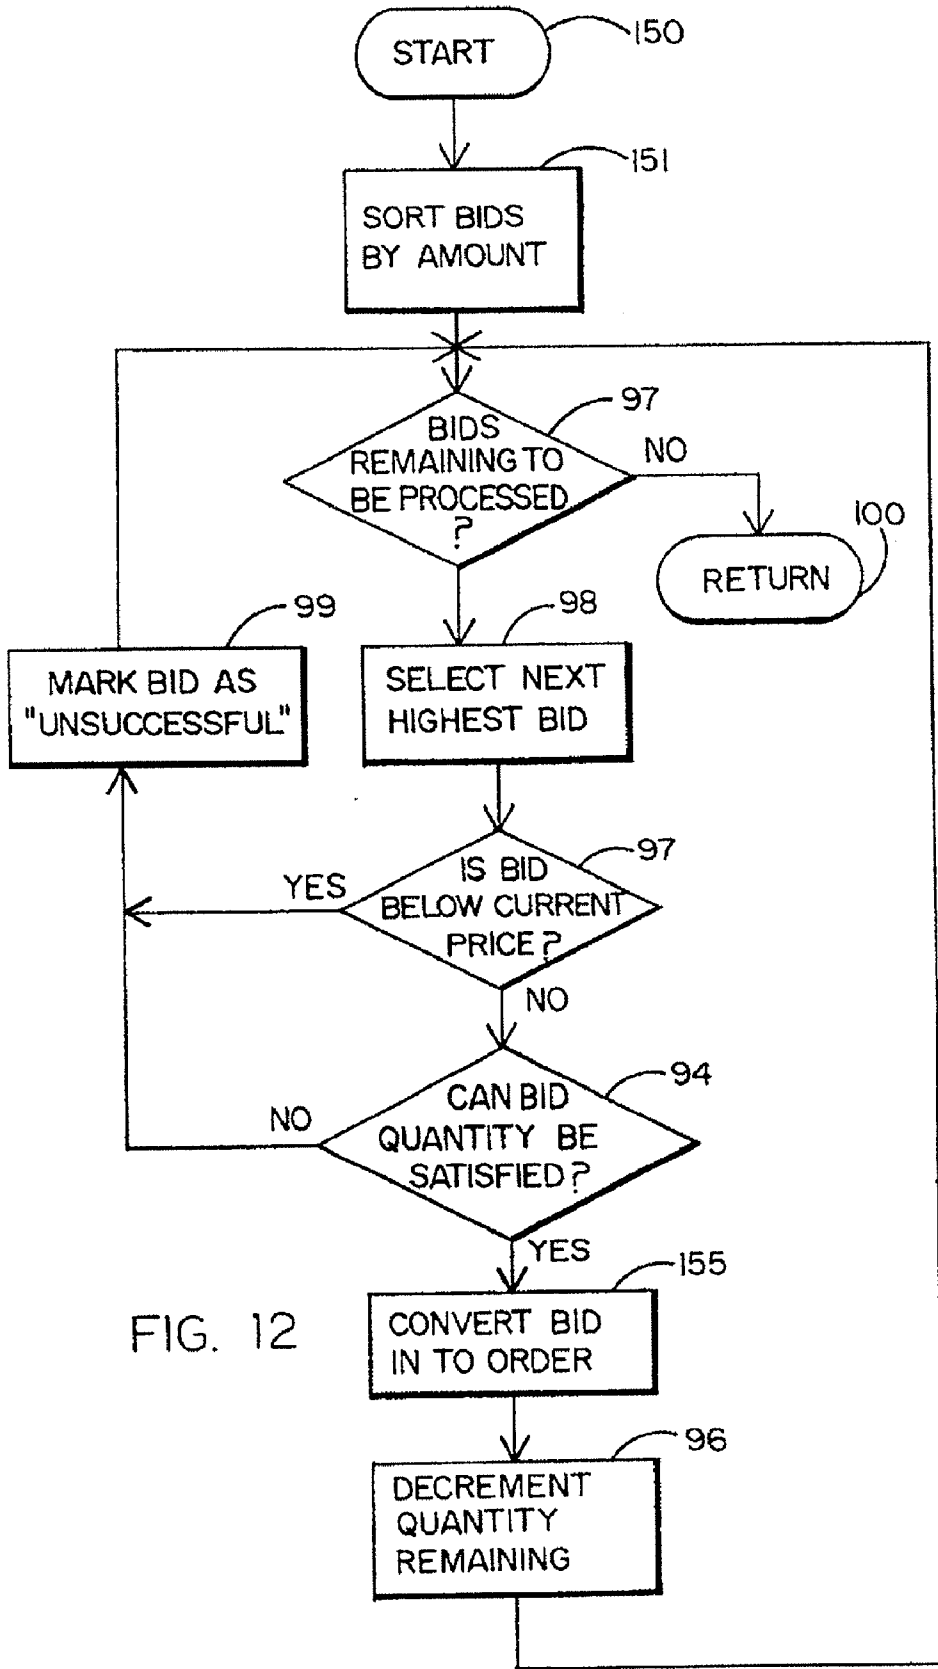 START
150
151
SORT BIDS
BY AMOUNT
97
BIDS
REMAINING TO
BE PROCESSED
?
NO
100
RETURN
99
MARK BID AS
"UNSUCCESSFUL"
98
SELECT NEXT
HIGHEST BID
97
IS BID
BELOW CURRENT
PRICE?
YES
NO
94
CAN BID
QUANTITY BE
SATISFIED?
NO
YES
155
CONVERT BID
IN TO ORDER
FIG. 12
96
DECREMENT
QUANTITY
REMAINING